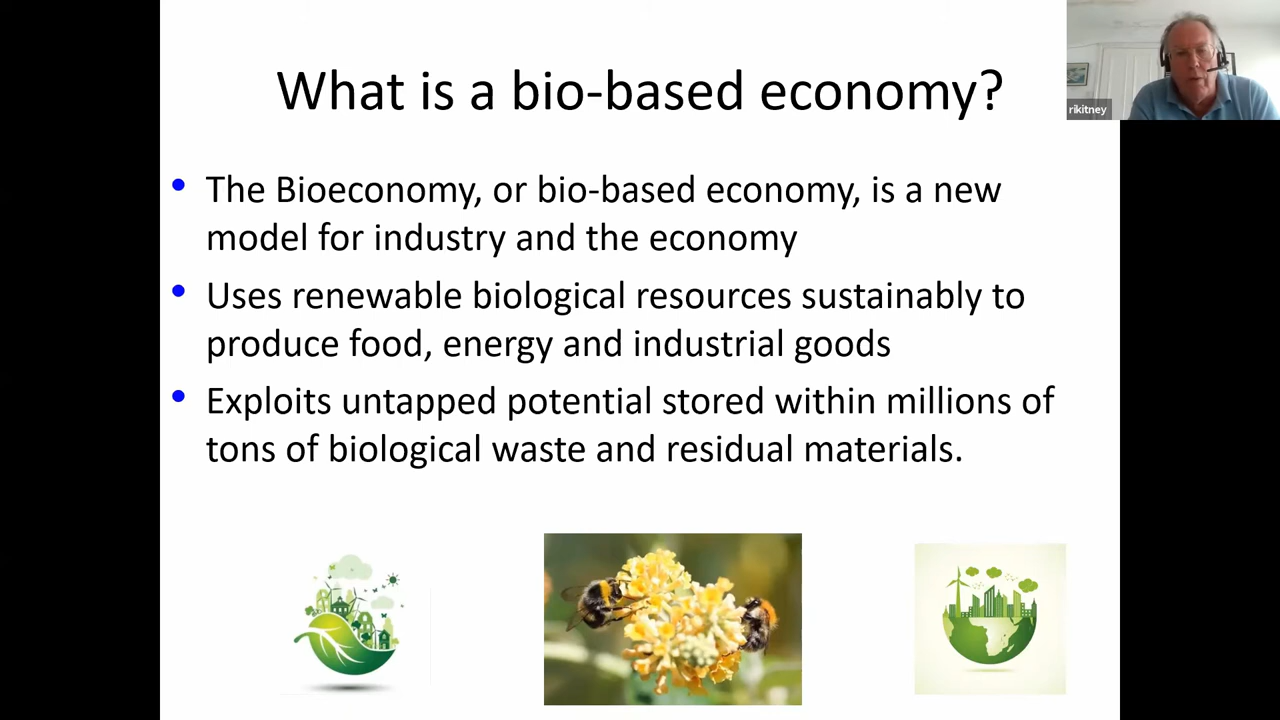 What is a bio-based economy?
rikitney
• The Bioeconomy, or bio-based economy, is a new
model for industry and the economy
• Uses renewable biological resources sustainably to
produce food, energy and industrial goods
• Exploits untapped potential stored within millions of
tons of biological waste and residual materials.